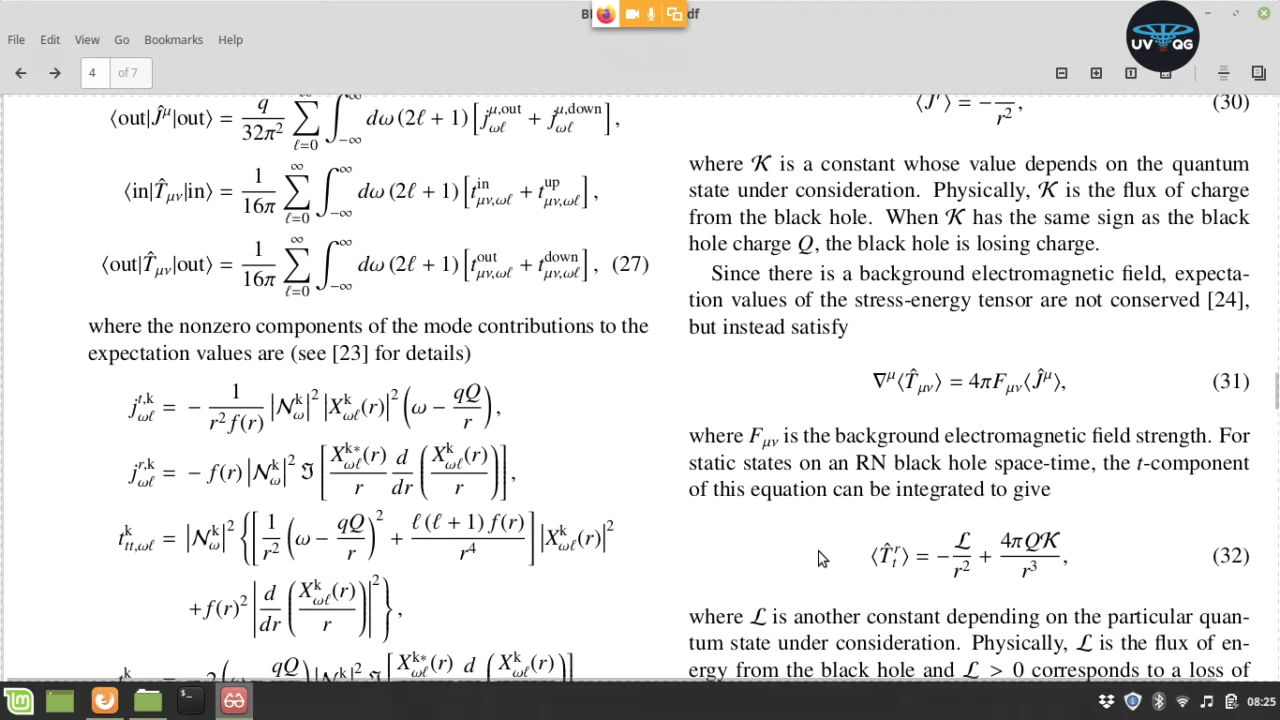 Bl df
UV QG
File Edit View Go Bookmarks Help
4 of 7
⟨out|Ĵ^μ|out⟩ = q/32π² ∑_{ℓ=0}^∞ ∫_{−∞}^∞ dω (2ℓ + 1) [j^{μ,out}_{ωℓ} + j^{μ,down}_{ωℓ}],
⟨in|T̂_{μν}|in⟩ = 1/16π ∑_{ℓ=0}^∞ ∫_{−∞}^∞ dω (2ℓ + 1) [t^{in}_{μν,ωℓ} + t^{up}_{μν,ωℓ}],
⟨out|T̂_{μν}|out⟩ = 1/16π ∑_{ℓ=0}^∞ ∫_{−∞}^∞ dω (2ℓ + 1) [t^{out}_{μν,ωℓ} + t^{down}_{μν,ωℓ}], (27)
where the nonzero components of the mode contributions to the
expectation values are (see [23] for details)
j^{t,k}_{ωℓ} = − 1/(r² f(r)) |𝒩^k_ω|² |X^k_{ωℓ}(r)|² (ω − qQ/r),
j^{r,k}_{ωℓ} = − f(r) |𝒩^k_ω|² ℑ [X^{k*}_{ωℓ}(r)/r d/dr (X^k_{ωℓ}(r)/r)],
t^k_{tt,ωℓ} = |𝒩^k_ω|² {[1/r² (ω − qQ/r)² + ℓ(ℓ + 1) f(r)/r⁴] |X^k_{ωℓ}(r)|²
+ f(r)² |d/dr (X^k_{ωℓ}(r)/r)|²},
⟨Ĵ^r⟩ = −𝒦/r², (30)
where 𝒦 is a constant whose value depends on the quantum
state under consideration. Physically, 𝒦 is the flux of charge
from the black hole. When 𝒦 has the same sign as the black
hole charge Q, the black hole is losing charge.
Since there is a background electromagnetic field, expecta-
tion values of the stress-energy tensor are not conserved [24],
but instead satisfy
∇^μ⟨T̂_{μν}⟩ = 4πF_{μν}⟨Ĵ^μ⟩, (31)
where F_{μν} is the background electromagnetic field strength. For
static states on an RN black hole space-time, the t-component
of this equation can be integrated to give
⟨T̂^r_t⟩ = −ℒ/r² + 4πQ𝒦/r³, (32)
where ℒ is another constant depending on the particular quan-
tum state under consideration. Physically, ℒ is the flux of en-
ergy from the black hole and ℒ > 0 corresponds to a loss of
08:25